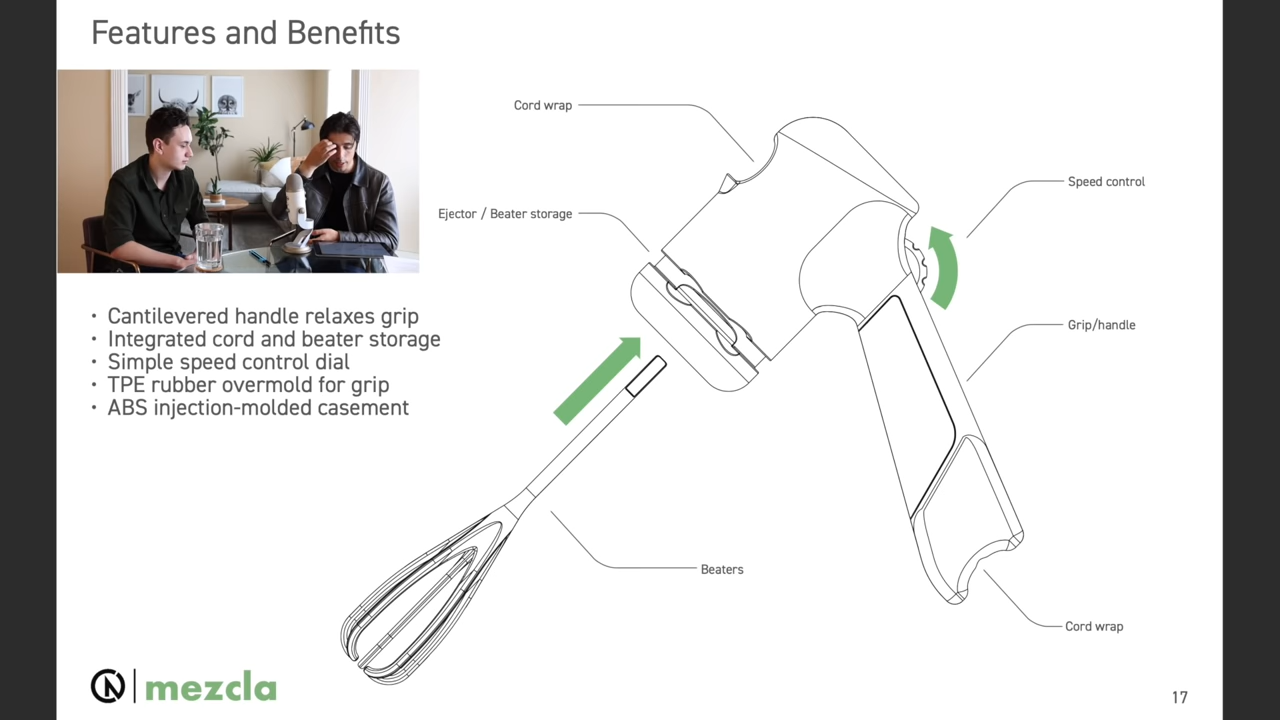 Features and Benefits
Cord wrap
Speed control
Ejector / Beater storage
• Cantilevered handle relaxes grip
• Integrated cord and beater storage
• Simple speed control dial
• TPE rubber overmold for grip
• ABS injection-molded casement
Grip/handle
Beaters
Cord wrap
mezcla
17